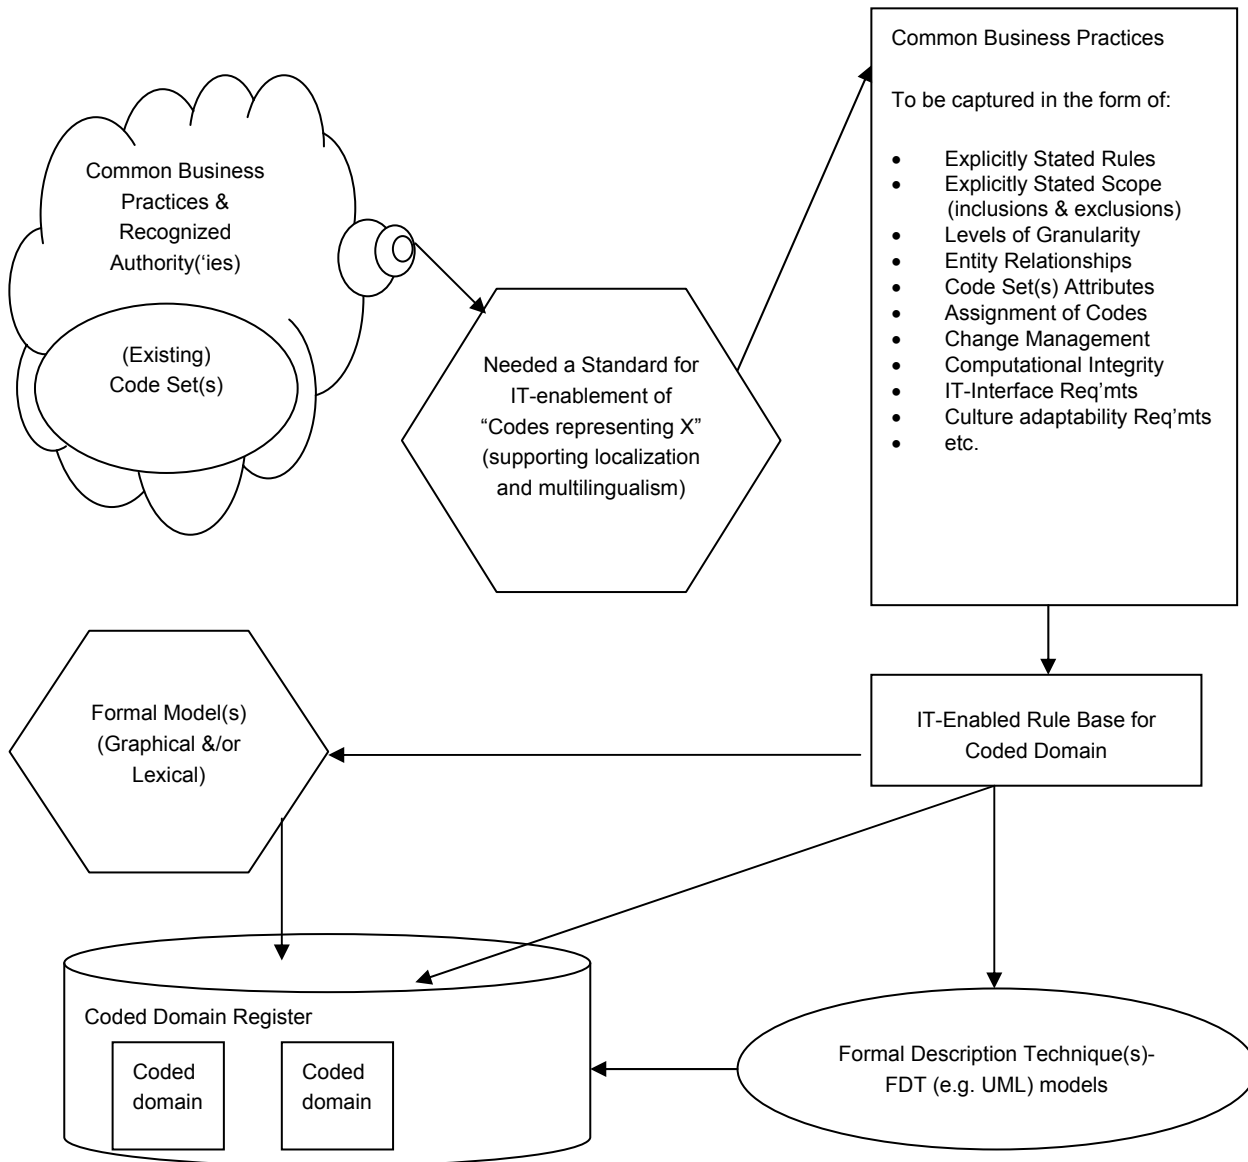 Common Business
Practices &
Recognized
Authority(‘ies)
(Existing)
Code Set(s)
Needed a Standard for
IT-enablement of
“Codes representing X”
(supporting localization
and multilingualism)
Common Business Practices
To be captured in the form of:
• Explicitly Stated Rules
• Explicitly Stated Scope
(inclusions & exclusions)
• Levels of Granularity
• Entity Relationships
• Code Set(s) Attributes
• Assignment of Codes
• Change Management
• Computational Integrity
• IT-Interface Req’mts
• Culture adaptability Req’mts
• etc.
IT-Enabled Rule Base for
Coded Domain
Formal Model(s)
(Graphical &/or
Lexical)
Coded Domain Register
Coded
domain
Coded
domain
Formal Description Technique(s)-
FDT (e.g. UML) models